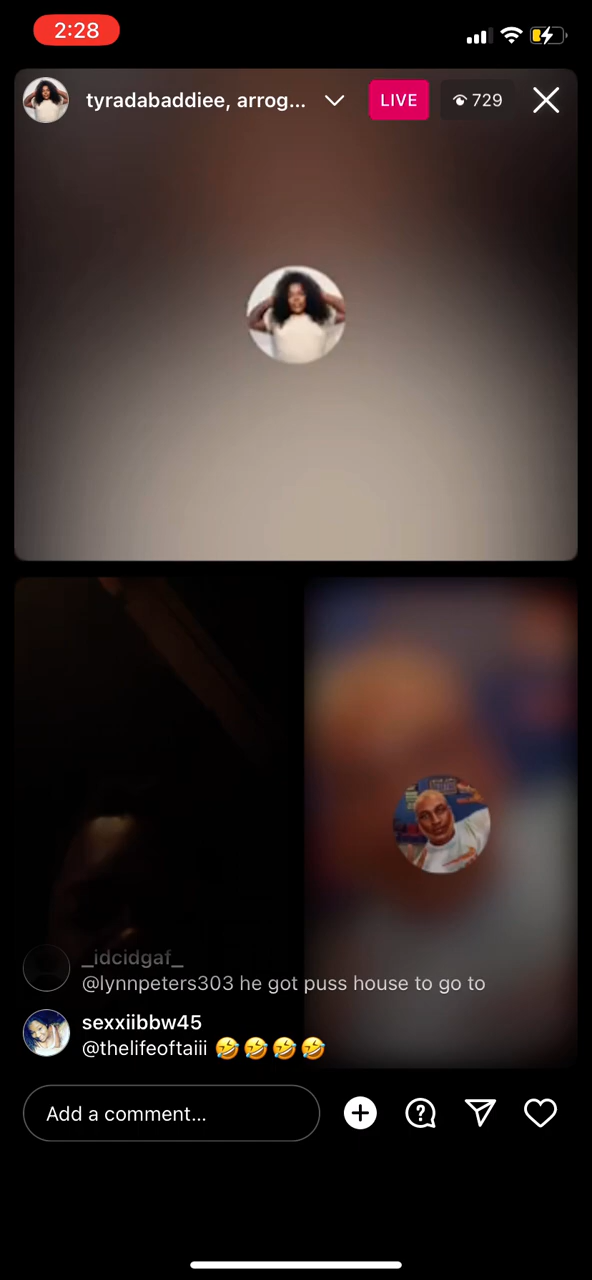 2:28
tyradabaddiee, arrog...
LIVE
729
_idcidgaf_
@lynnpeters303 he got puss house to go to
sexxiibbw45
@thelifeoftaiii 🤣🤣🤣🤣
Add a comment...